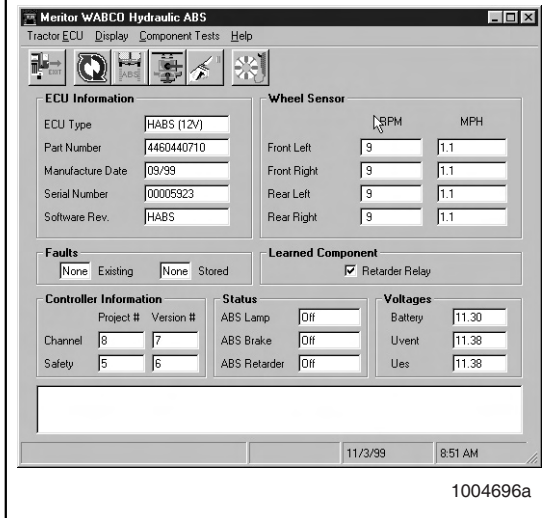 Meritor WABCO Hydraulic ABS
Tractor ECU Display Component Tests Help
EXIT ABS
ECU Information
ECU Type HABS (12V)
Part Number 4460440710
Manufacture Date 09/99
Serial Number 00005923
Software Rev. HABS
Wheel Sensor
RPM MPH
Front Left 9 1.1
Front Right 9 1.1
Rear Left 9 1.1
Rear Right 9 1.1
Faults
None Existing None Stored
Learned Component
Retarder Relay
Controller Information
Project # Version #
Channel 8 7
Safety 5 6
Status
ABS Lamp Off
ABS Brake Off
ABS Retarder Off
Voltages
Battery 11.30
Uvent 11.38
Ues 11.38
11/3/99 8:51 AM
1004696a